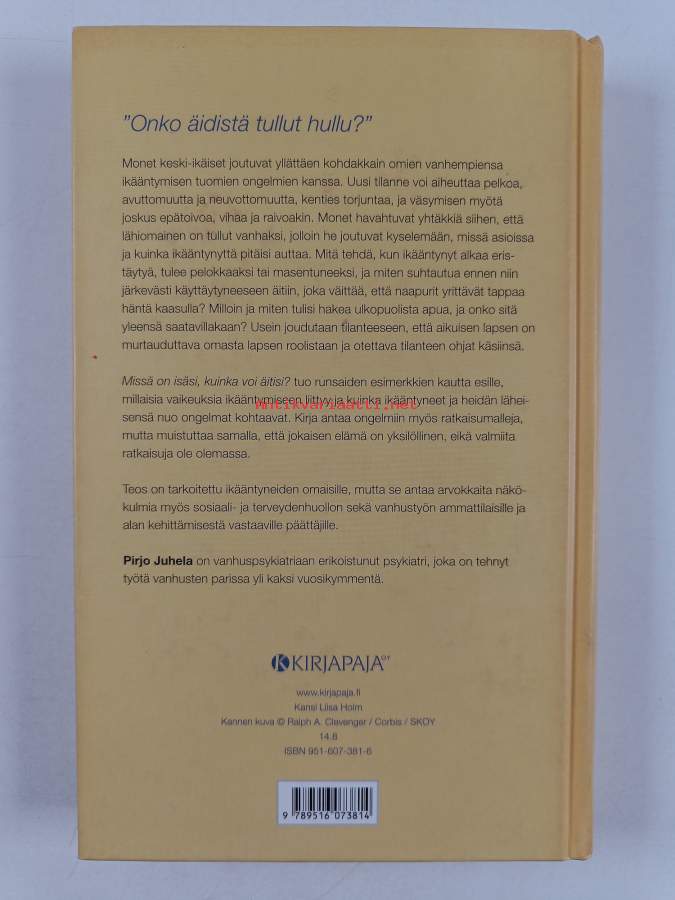 ”Onko äidistä tullut hullu?”
Monet keski-ikäiset joutuvat yllättäen kohdakkain omien vanhempiensa
ikääntymisen tuomien ongelmien kanssa. Uusi tilanne voi aiheuttaa pelkoa,
avuttomuutta ja neuvottomuutta, kenties torjuntaa, ja väsymisen myötä
joskus epätoivoa, vihaa ja raivoakin. Monet havahtuvat yhtäkkiä siihen, että
lähiomainen on tullut vanhaksi, jolloin he joutuvat kyselemään, missä asioissa
ja kuinka ikääntynyttä pitäisi auttaa. Mitä tehdä, kun ikääntynyt alkaa eris-
täytyä, tulee pelokkaaksi tai masentuneeksi, ja miten suhtautua ennen niin
järkevästi käyttäytyneeseen äitiin, joka väittää, että naapurit yrittävät tappaa
häntä kaasulla? Milloin ja miten tulisi hakea ulkopuolista apua, ja onko sitä
yleensä saatavillakaan? Usein joudutaan tilanteeseen, että aikuisen lapsen on
murtauduttava omasta lapsen roolistaan ja otettava tilanteen ohjat käsiinsä.
Missä on isäsi, kuinka voi äitisi? tuo runsaiden esimerkkien kautta esille,
millaisia vaikeuksia ikääntymiseen liittyy ja kuinka ikääntyneet ja heidän lähei-
Antikvariaatti.net
sensä nuo ongelmat kohtaavat. Kirja antaa ongelmiin myös ratkaisumalleja,
mutta muistuttaa samalla, että jokaisen elämä on yksilöllinen, eikä valmiita
ratkaisuja ole olemassa.
Teos on tarkoitettu ikääntyneiden omaisille, mutta se antaa arvokkaita näkö-
kulmia myös sosiaali- ja terveydenhuollon sekä vanhustyön ammattilaisille ja
alan kehittämisestä vastaaville päättäjille.
Pirjo Juhela on vanhuspsykiatriaan erikoistunut psykiatri, joka on tehnyt
työtä vanhusten parissa yli kaksi vuosikymmentä.
KIRJAPAJA OY
www.kirjapaja.fi
Kansi Liisa Holm
Kannen kuva © Ralph A. Clevenger / Corbis / SKOY
14.8
ISBN 951-607-381-6
9 789516 073814